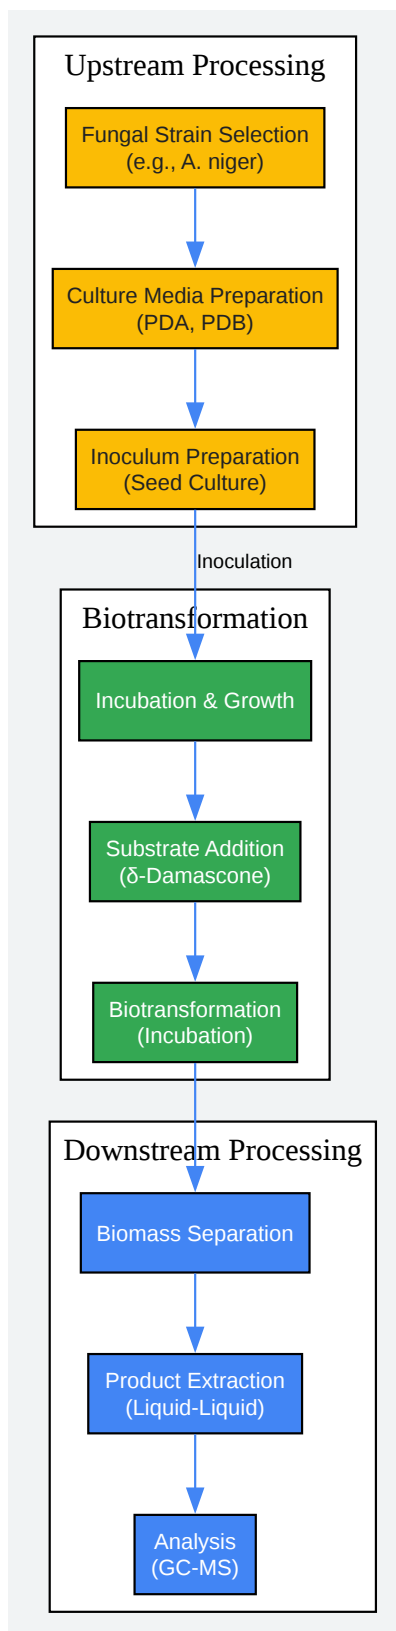 Upstream Processing
Fungal Strain Selection
(e.g., A. niger)
Culture Media Preparation
(PDA, PDB)
Inoculum Preparation
(Seed Culture)
Inoculation
Biotransformation
Incubation & Growth
Substrate Addition
(δ-Damascone)
Biotransformation
(Incubation)
Downstream Processing
Biomass Separation
Product Extraction
(Liquid-Liquid)
Analysis
(GC-MS)